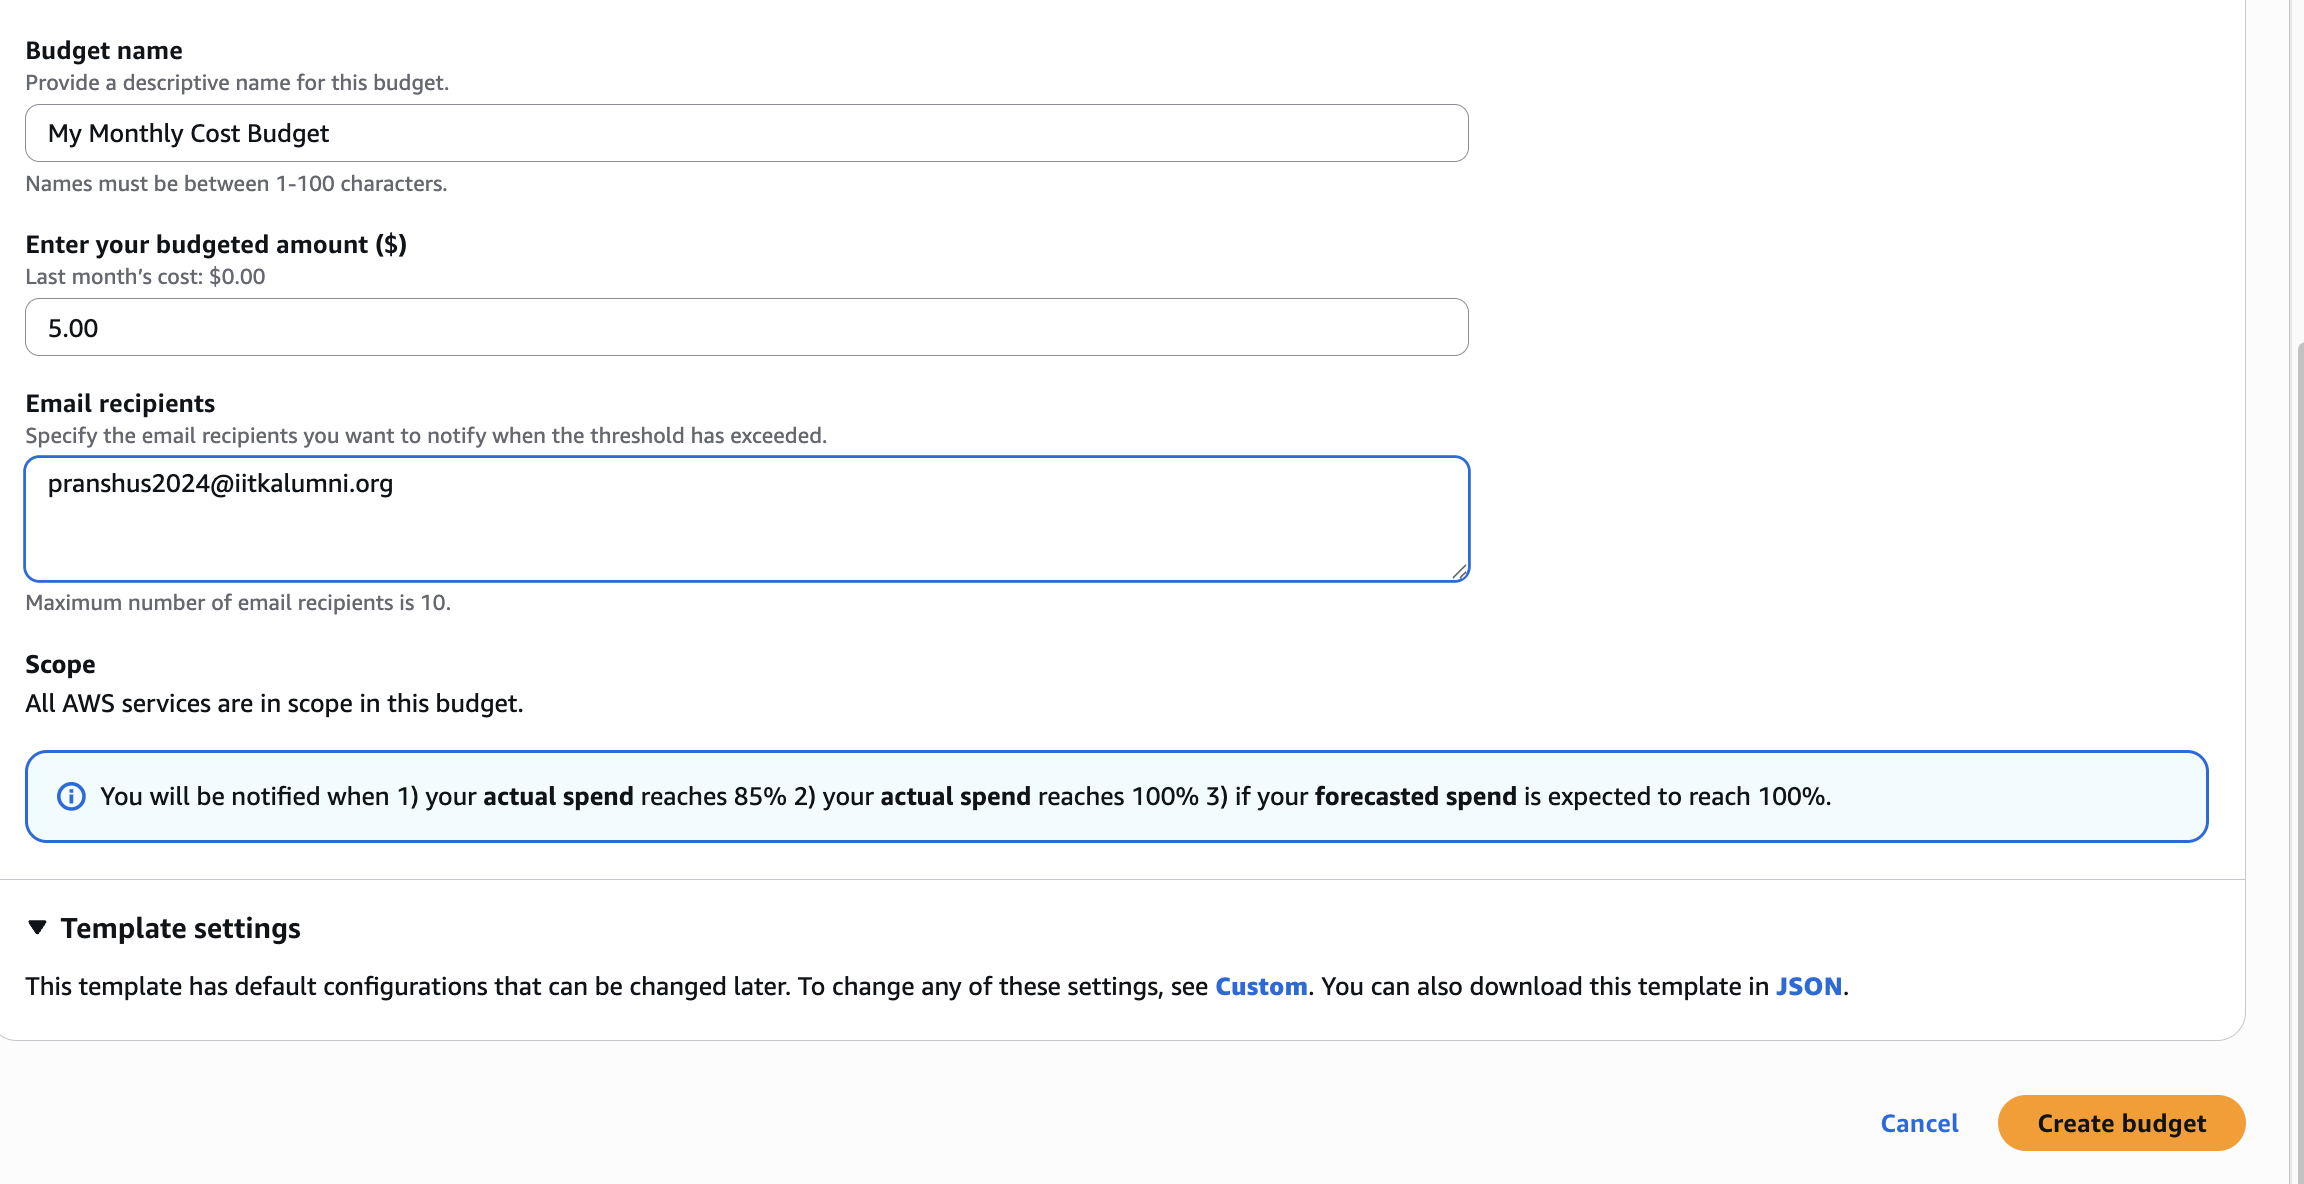 Budget name
Provide a descriptive name for this budget.
My Monthly Cost Budget
Names must be between 1-100 characters.
Enter your budgeted amount ($)
Last month's cost: $0.00
5.00
Email recipients
Specify the email recipients you want to notify when the threshold has exceeded.
pranshus2024@iitkalumni.org
Maximum number of email recipients is 10.
Scope
All AWS services are in scope in this budget.
You will be notified when 1) your actual spend reaches 85% 2) your actual spend reaches 100% 3) if your forecasted spend is expected to reach 100%.
Template settings
This template has default configurations that can be changed later. To change any of these settings, see Custom. You can also download this template in JSON.
Cancel
Create budget